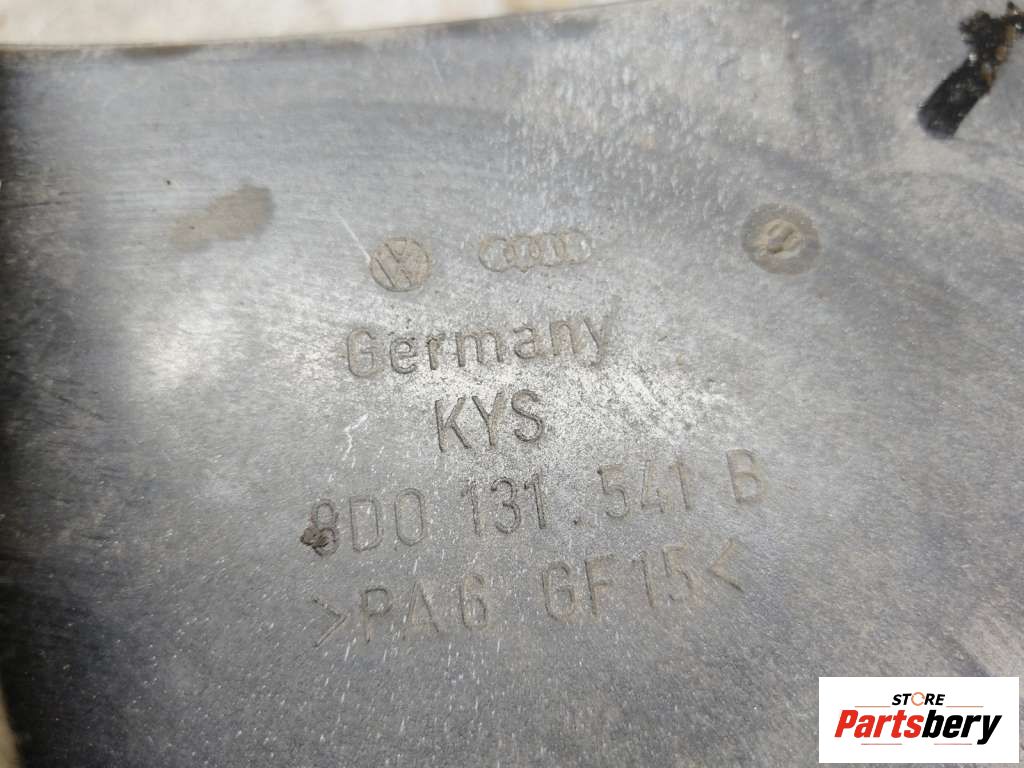 Germany
KYS
8D0 131.541 B
>PA6 GF15<
STORE
Partsbery